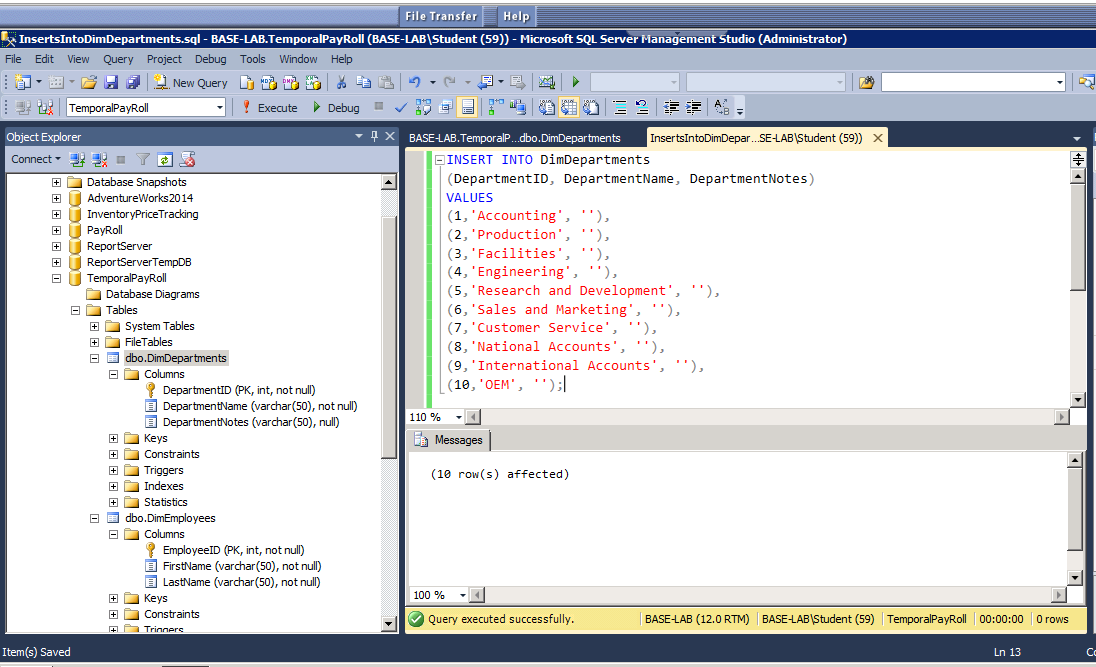 File Transfer Help
InsertsIntoDimDepartments.sql - BASE-LAB.TemporalPayRoll (BASE-LAB\Student (59)) - Microsoft SQL Server Management Studio (Administrator)
File Edit View Query Project Debug Tools Window Help
New Query
TemporalPayRoll Execute Debug
Object Explorer
Connect
Database Snapshots
AdventureWorks2014
InventoryPriceTracking
PayRoll
ReportServer
ReportServerTempDB
TemporalPayRoll
Database Diagrams
Tables
System Tables
FileTables
dbo.DimDepartments
Columns
DepartmentID (PK, int, not null)
DepartmentName (varchar(50), not null)
DepartmentNotes (varchar(50), null)
Keys
Constraints
Triggers
Indexes
Statistics
dbo.DimEmployees
Columns
EmployeeID (PK, int, not null)
FirstName (varchar(50), not null)
LastName (varchar(50), not null)
Keys
Constraints
Triggers
BASE-LAB.TemporalP...dbo.DimDepartments InsertsIntoDimDepar...SE-LAB\Student (59))
INSERT INTO DimDepartments
(DepartmentID, DepartmentName, DepartmentNotes)
VALUES
(1,'Accounting', ''),
(2,'Production', ''),
(3,'Facilities', ''),
(4,'Engineering', ''),
(5,'Research and Development', ''),
(6,'Sales and Marketing', ''),
(7,'Customer Service', ''),
(8,'National Accounts', ''),
(9,'International Accounts', ''),
(10,'OEM', '');
110 %
Messages
(10 row(s) affected)
100 %
Query executed successfully. BASE-LAB (12.0 RTM) BASE-LAB\Student (59) TemporalPayRoll 00:00:00 0 rows
Item(s) Saved Ln 13